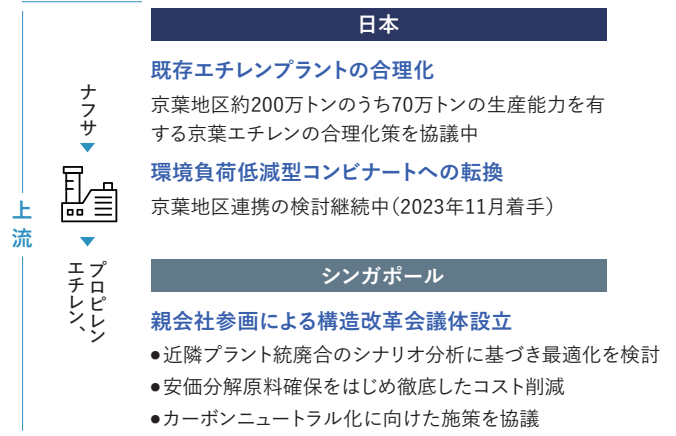 上流
ナフサ
エチレン、
プロピレン
日本
既存エチレンプラントの合理化
京葉地区約200万トンのうち70万トンの生産能力を有
する京葉エチレンの合理化策を協議中
環境負荷低減型コンビナートへの転換
京葉地区連携の検討継続中（2023年11月着手）
シンガポール
親会社参画による構造改革会議体設立
●近隣プラント統廃合のシナリオ分析に基づき最適化を検討
●安価分解原料確保をはじめ徹底したコスト削減
●カーボンニュートラル化に向けた施策を協議